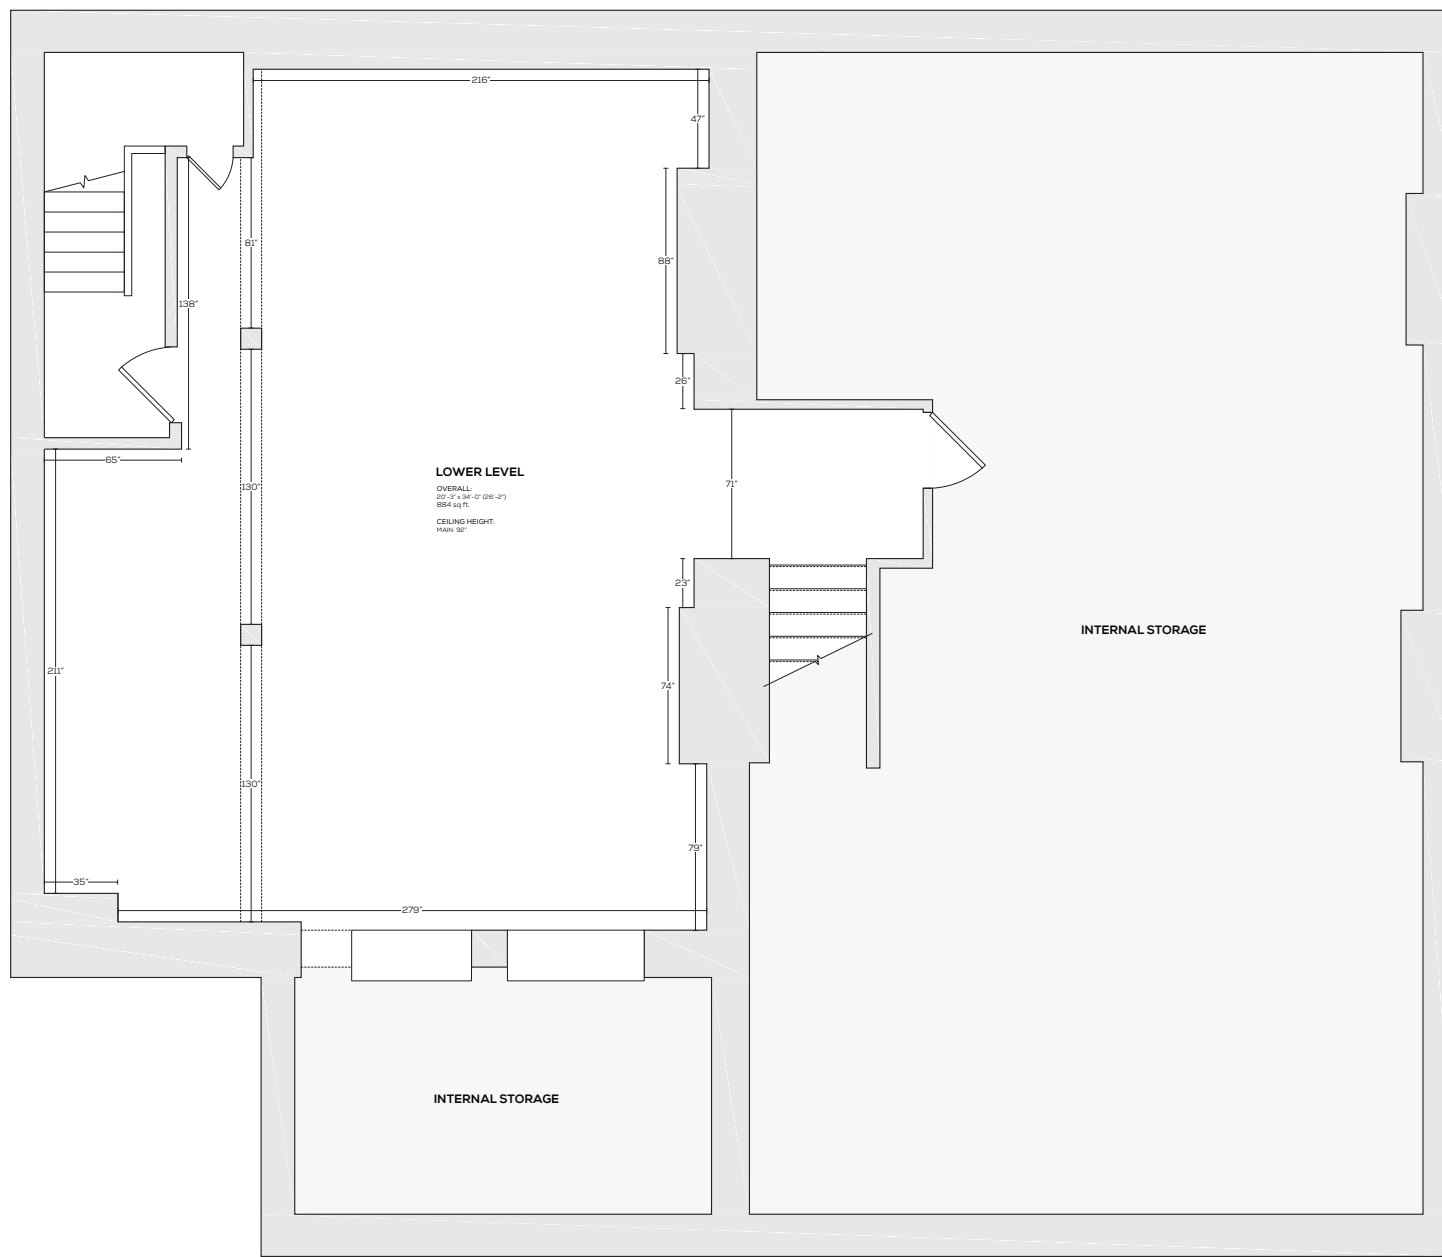 216"
47"
81"
88"
138"
26"
65"
LOWER LEVEL
OVERALL:
20'-3" x 34'-0" (26'-2")
884 sq ft.
CEILING HEIGHT:
MAIN: 92"
130"
71"
23"
INTERNAL STORAGE
211"
74"
130"
79"
35"
279"
INTERNAL STORAGE